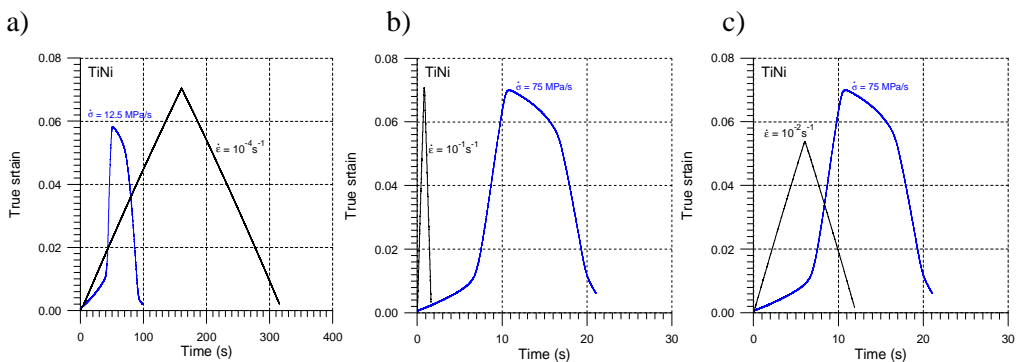 a)
b)
c)
0.08
0.06
0.04
0.02
0.00
True srtain
TiNi
σ̇ = 12.5 MPa/s
ε̇ = 10⁻⁴s⁻¹
0 100 200 300 400
Time (s)
0.08
0.06
0.04
0.02
0.00
True srtain
TiNi
σ̇ = 75 MPa/s
ε̇ = 10⁻¹s⁻¹
0 10 20 30
Time (s)
0.08
0.06
0.04
0.02
0.00
True srtain
TiNi
σ̇ = 75 MPa/s
ε̇ = 10⁻²s⁻¹
0 10 20 30
Time (s)